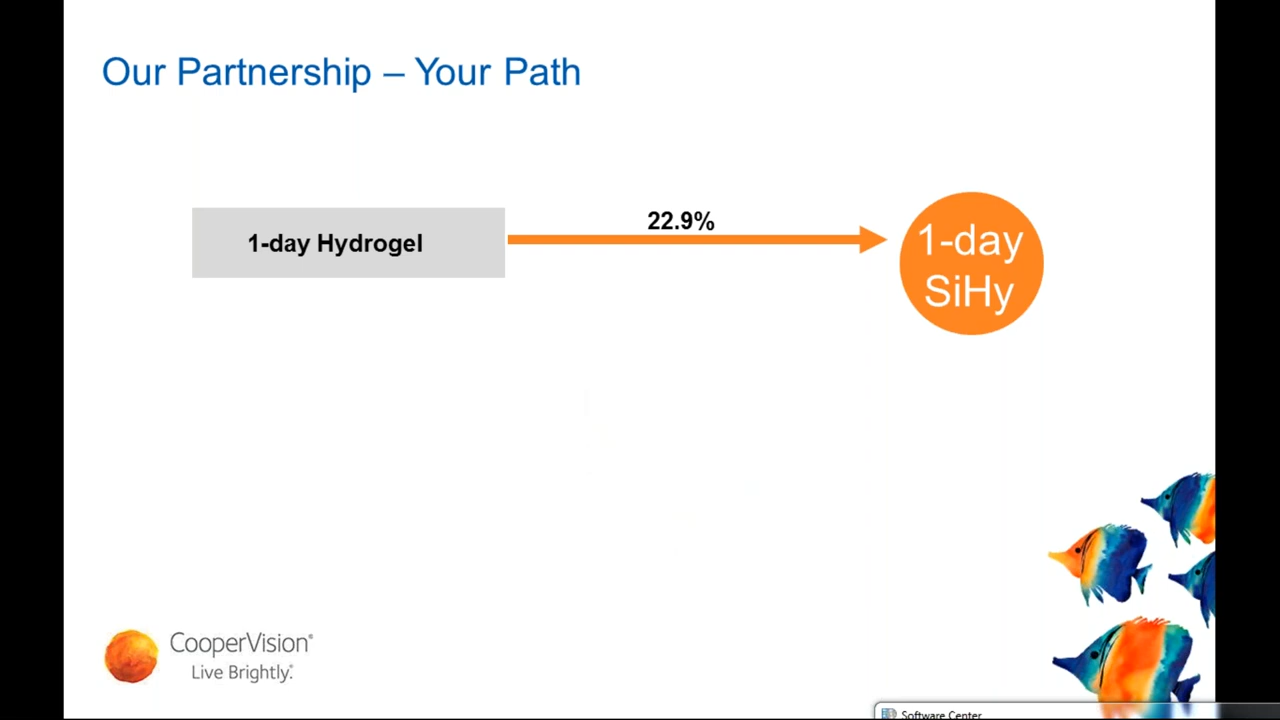 Our Partnership – Your Path
22.9%
1-day Hydrogel
1-day
SiHy
CooperVision®
Live Brightly.®
Software Center